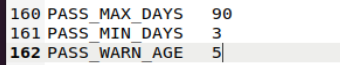 160 PASS_MAX_DAYS 90
161 PASS_MIN_DAYS 3
162 PASS_WARN_AGE 5